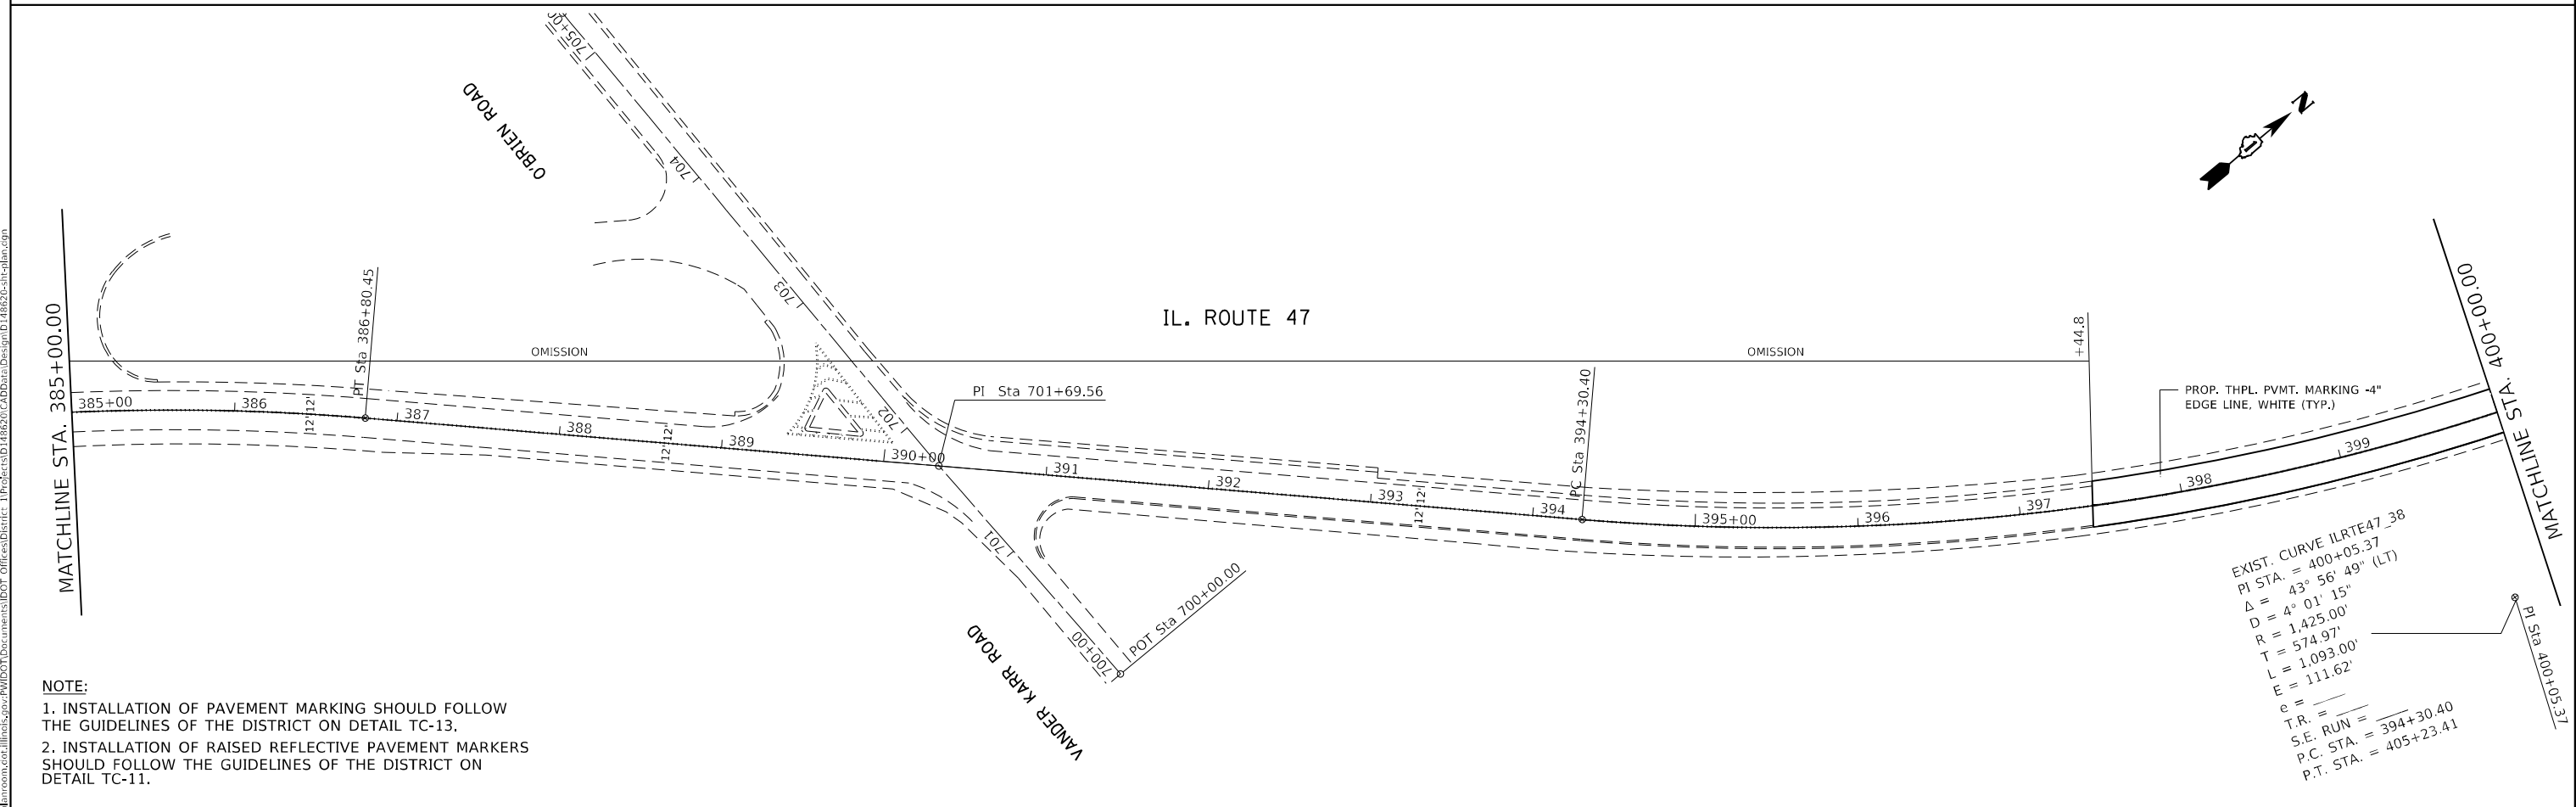 O'BRIEN ROAD
705+00
704
703
702
701
700+00
IL. ROUTE 47
N
MATCHLINE STA. 385+00.00
PT Sta 386+80.45
OMISSION
OMISSION
+44.8
MATCHLINE STA. 400+00.00
PI Sta 701+69.56
PC Sta 394+30.40
PROP. THPL. PVMT. MARKING -4"
EDGE LINE, WHITE (TYP.)
385+00
386
387
388
389
390+00
391
392
393
394
395+00
396
397
398
399
12' 12'
12' 12'
12' 12'
POT Sta 700+00.00
VANDER KARR ROAD
EXIST. CURVE ILRTE47_38
PI STA. = 400+05.37
Δ = 43° 56' 49" (LT)
D = 4° 01' 15"
R = 1,425.00'
T = 574.97'
L = 1,093.00'
E = 111.62'
e = ____
T.R. = ____
S.E. RUN = ____
P.C. STA. = 394+30.40
P.T. STA. = 405+23.41
PI Sta 400+05.37
NOTE:
1. INSTALLATION OF PAVEMENT MARKING SHOULD FOLLOW
THE GUIDELINES OF THE DISTRICT ON DETAIL TC-13.
2. INSTALLATION OF RAISED REFLECTIVE PAVEMENT MARKERS
SHOULD FOLLOW THE GUIDELINES OF THE DISTRICT ON
DETAIL TC-11.